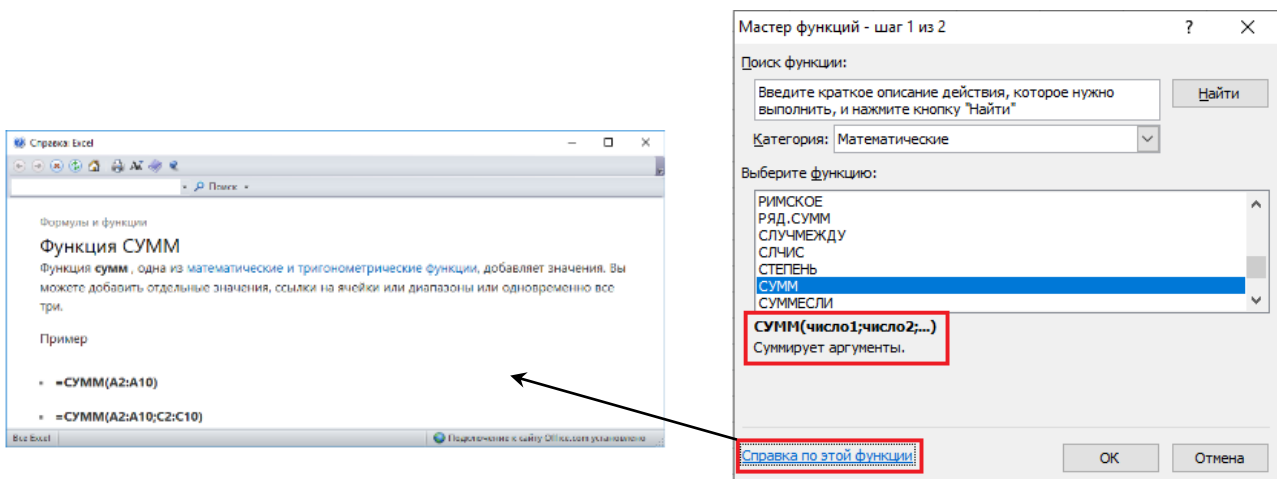 Справка: Excel
Поиск
Формулы и функции
Функция СУММ
Функция сумм , одна из математические и тригонометрические функции, добавляет значения. Вы
можете добавить отдельные значения, ссылки на ячейки или диапазоны или одновременно все
три.
Пример
=СУММ(A2:A10)
=СУММ(A2:A10;C2:C10)
Все Excel
Подключение к сайту Office.com установлено
Мастер функций - шаг 1 из 2
Поиск функции:
Введите краткое описание действия, которое нужно
выполнить, и нажмите кнопку "Найти"
Найти
Категория: Математические
Выберите функцию:
РИМСКОЕ
РЯД.СУММ
СЛУЧМЕЖДУ
СЛЧИС
СТЕПЕНЬ
СУММ
СУММЕСЛИ
СУММ(число1;число2;...)
Суммирует аргументы.
Справка по этой функции
ОК
Отмена